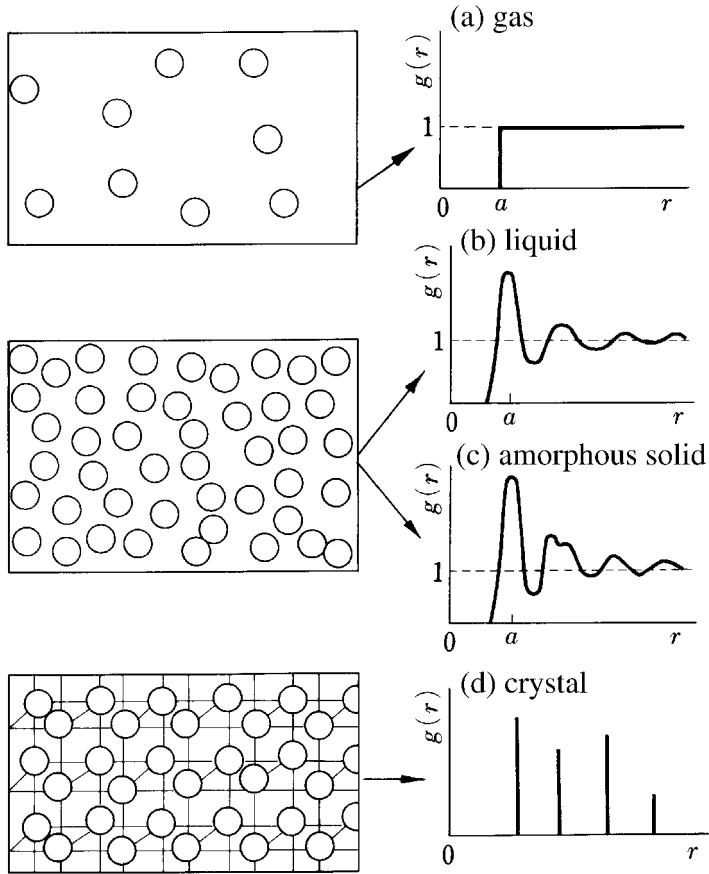 (a) gas
g(r)
1
0 a r
(b) liquid
g(r)
1
0 a r
(c) amorphous solid
g(r)
1
0 a r
(d) crystal
g(r)
0 r